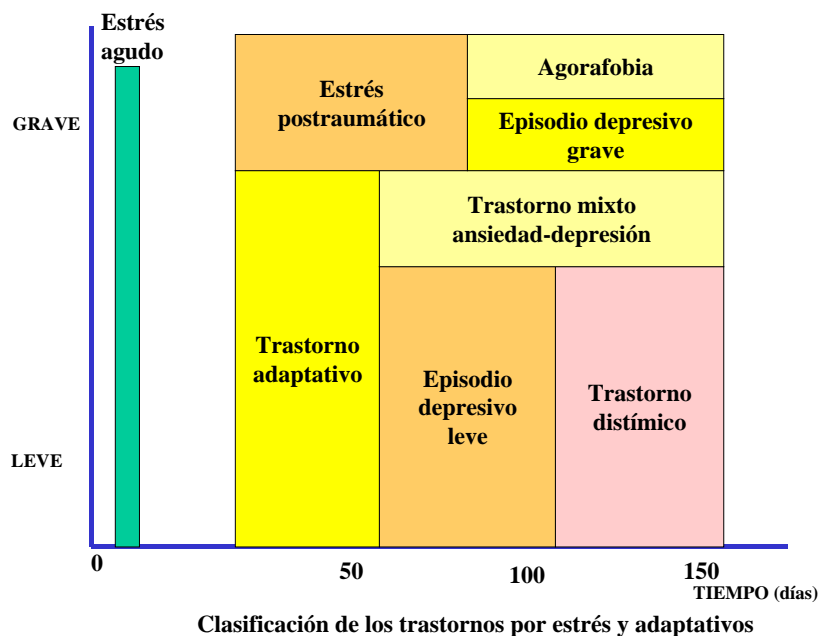 Estrés
agudo
GRAVE
LEVE
Estrés
postraumático
Agorafobia
Episodio depresivo
grave
Trastorno mixto
ansiedad-depresión
Trastorno
adaptativo
Episodio
depresivo
leve
Trastorno
distímico
0
50
100
150
TIEMPO (días)
Clasificación de los trastornos por estrés y adaptativos